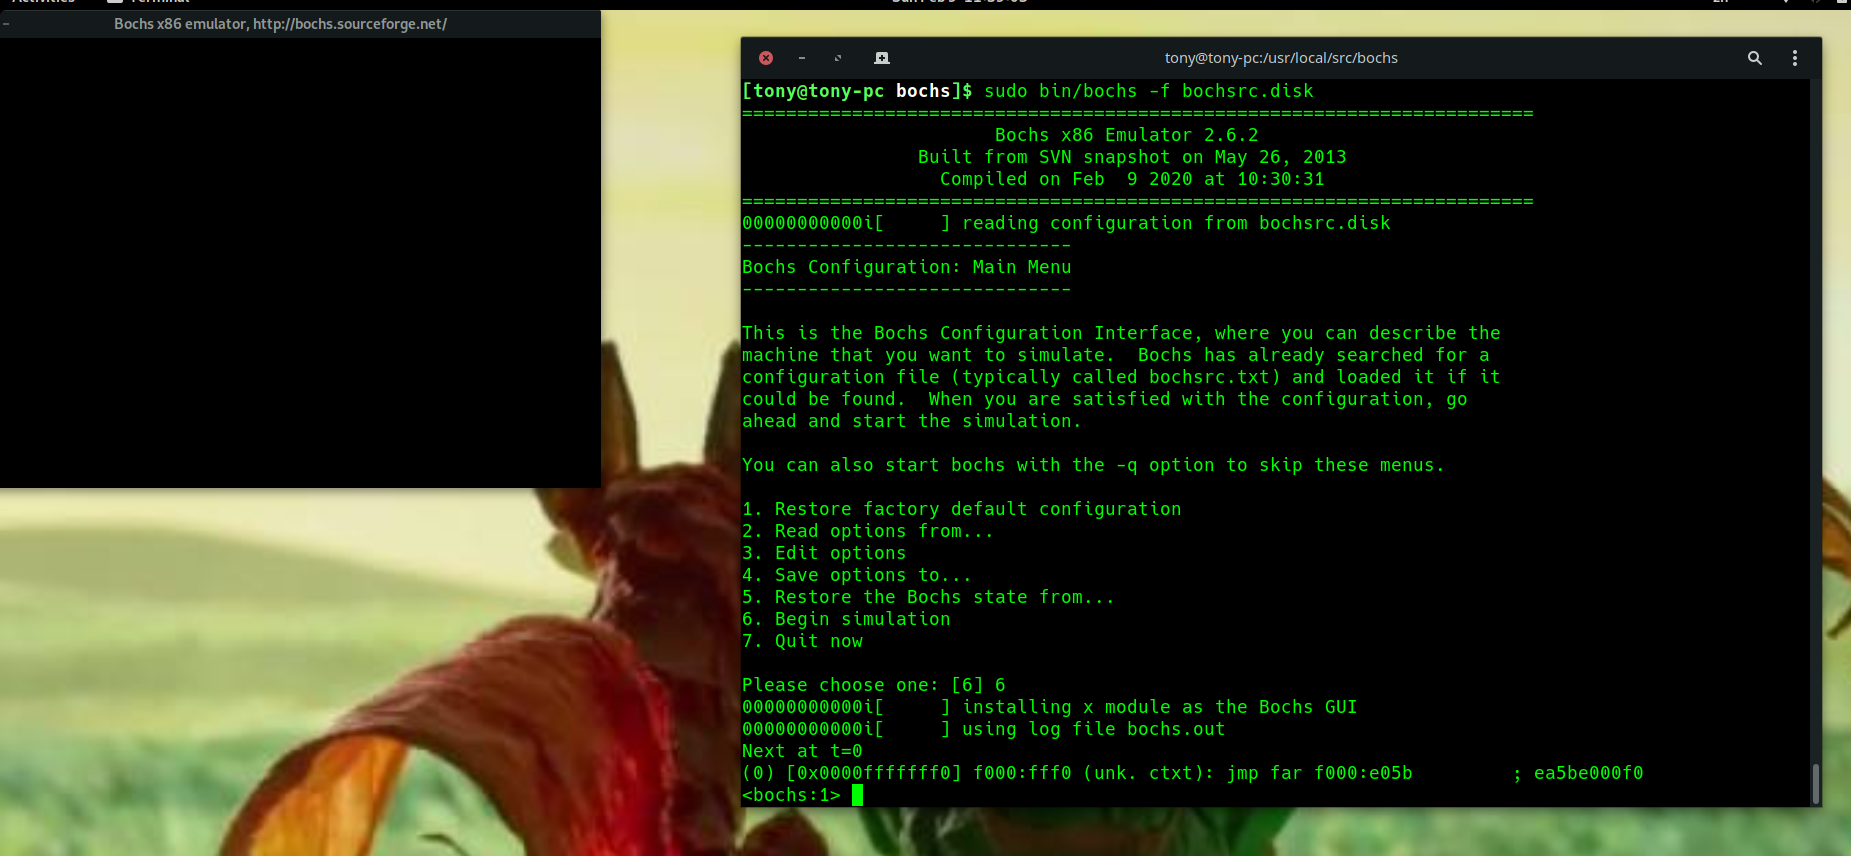 Activities Terminal
Bochs x86 emulator, http://bochs.sourceforge.net/
tony@tony-pc:/usr/local/src/bochs
[tony@tony-pc bochs]$ sudo bin/bochs -f bochsrc.disk
========================================================================
Bochs x86 Emulator 2.6.2
Built from SVN snapshot on May 26, 2013
Compiled on Feb  9 2020 at 10:30:31
========================================================================
00000000000i[     ] reading configuration from bochsrc.disk
------------------------------
Bochs Configuration: Main Menu
------------------------------
This is the Bochs Configuration Interface, where you can describe the
machine that you want to simulate.  Bochs has already searched for a
configuration file (typically called bochsrc.txt) and loaded it if it
could be found.  When you are satisfied with the configuration, go
ahead and start the simulation.
You can also start bochs with the -q option to skip these menus.
1. Restore factory default configuration
2. Read options from...
3. Edit options
4. Save options to...
5. Restore the Bochs state from...
6. Begin simulation
7. Quit now
Please choose one: [6] 6
00000000000i[     ] installing x module as the Bochs GUI
00000000000i[     ] using log file bochs.out
Next at t=0
(0) [0x0000fffffff0] f000:fff0 (unk. ctxt): jmp far f000:e05b         ; ea5be000f0
<bochs:1>